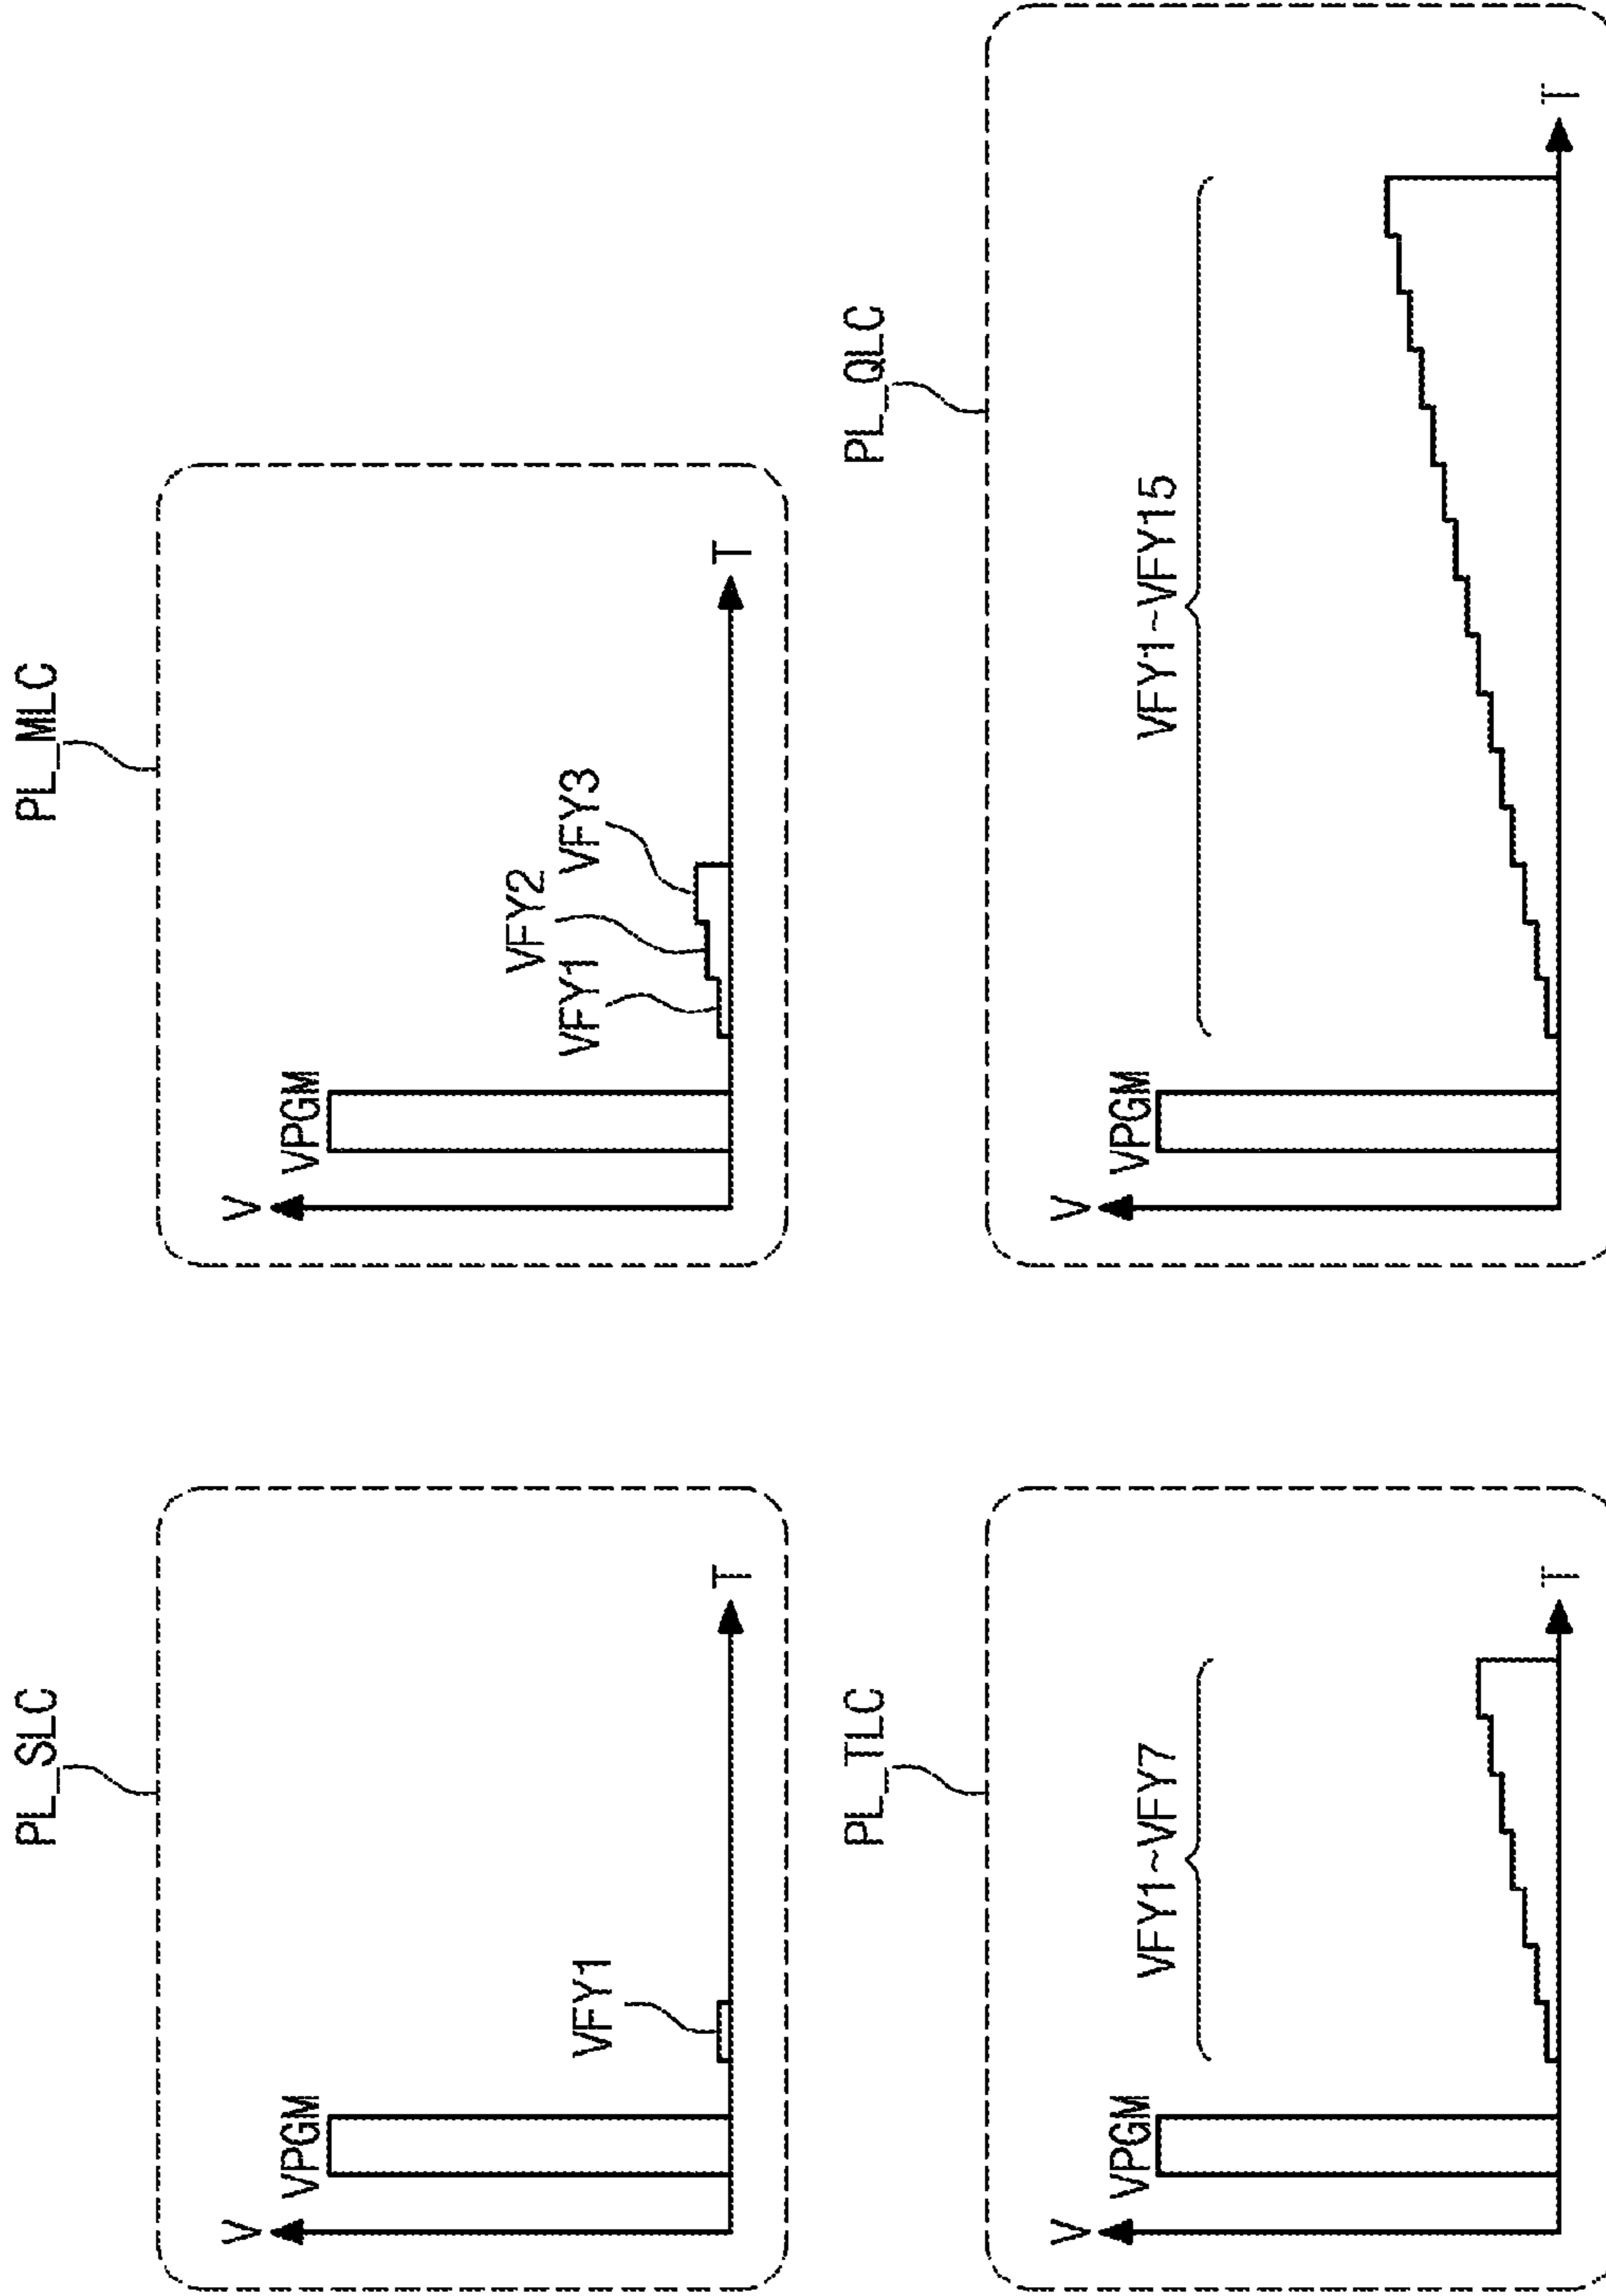 PL_SLC
V
VPGM
VFY1
T
PL_MLC
V
VPGM
VFY1
VFY2
VFY3
T
PL_TLC
V
VPGM
VFY1~VFY7
T
PL_QLC
V
VPGM
VFY1~VFY15
T